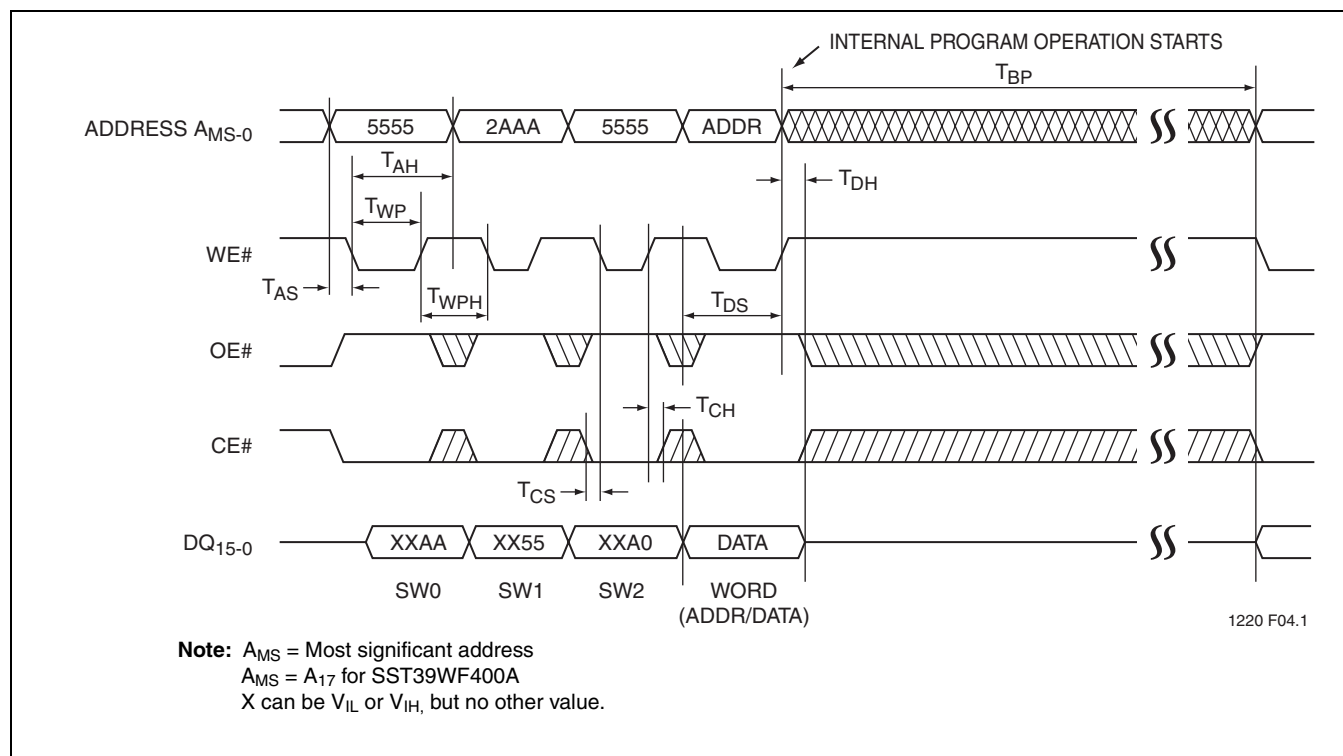 INTERNAL PROGRAM OPERATION STARTS
TBP
ADDRESS AMS-0
5555
2AAA
5555
ADDR
TAH
TDH
TWP
WE#
TAS
TWPH
TDS
OE#
TCH
CE#
TCS
DQ15-0
XXAA
XX55
XXA0
DATA
SW0
SW1
SW2
WORD
(ADDR/DATA)
1220 F04.1
Note: AMS = Most significant address
AMS = A17 for SST39WF400A
X can be VIL or VIH, but no other value.